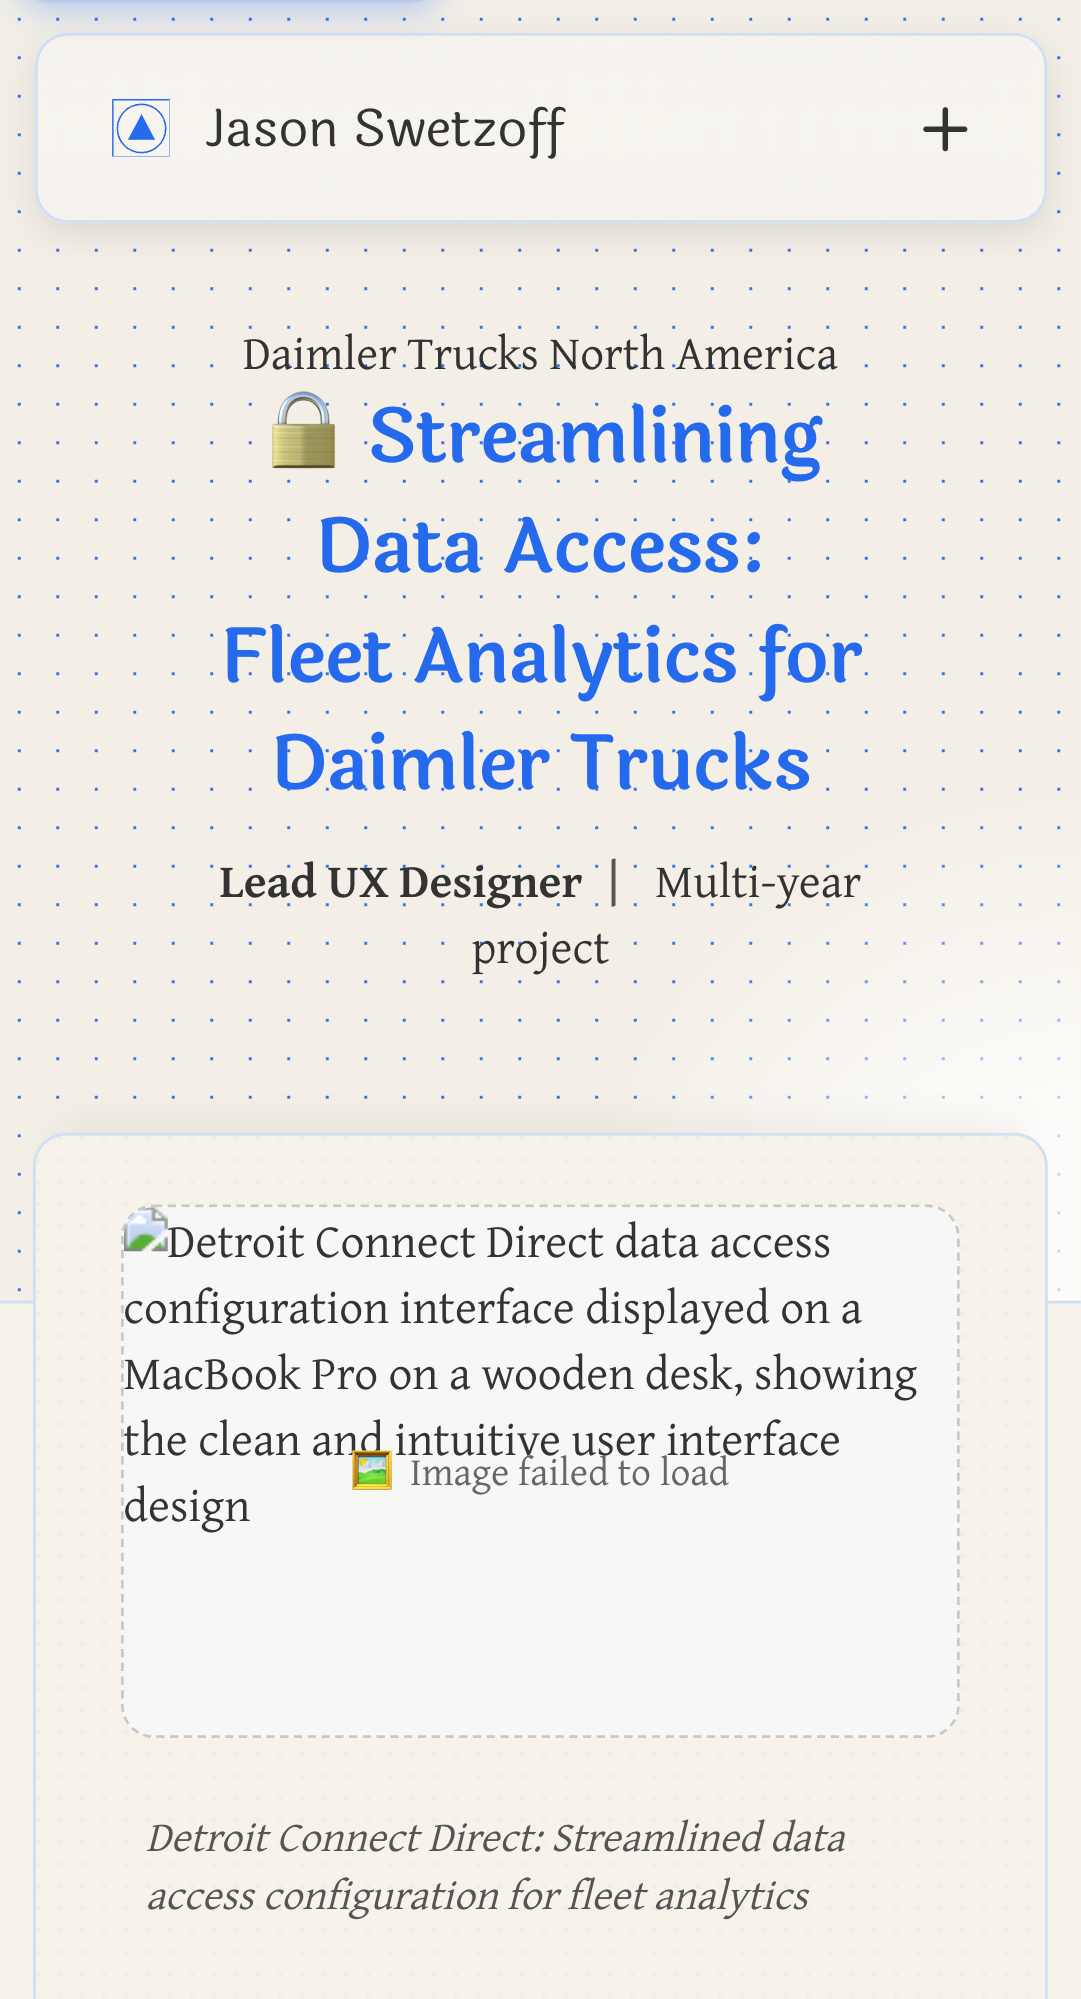 Jason Swetzoff
Daimler Trucks North America
🔒 Streamlining
Data Access:
Fleet Analytics for
Daimler Trucks
Lead UX Designer | Multi-year
project
Detroit Connect Direct data access
configuration interface displayed on a
MacBook Pro on a wooden desk, showing
the clean and intuitive user interface
🖼️ Image failed to load
design
Detroit Connect Direct: Streamlined data
access configuration for fleet analytics